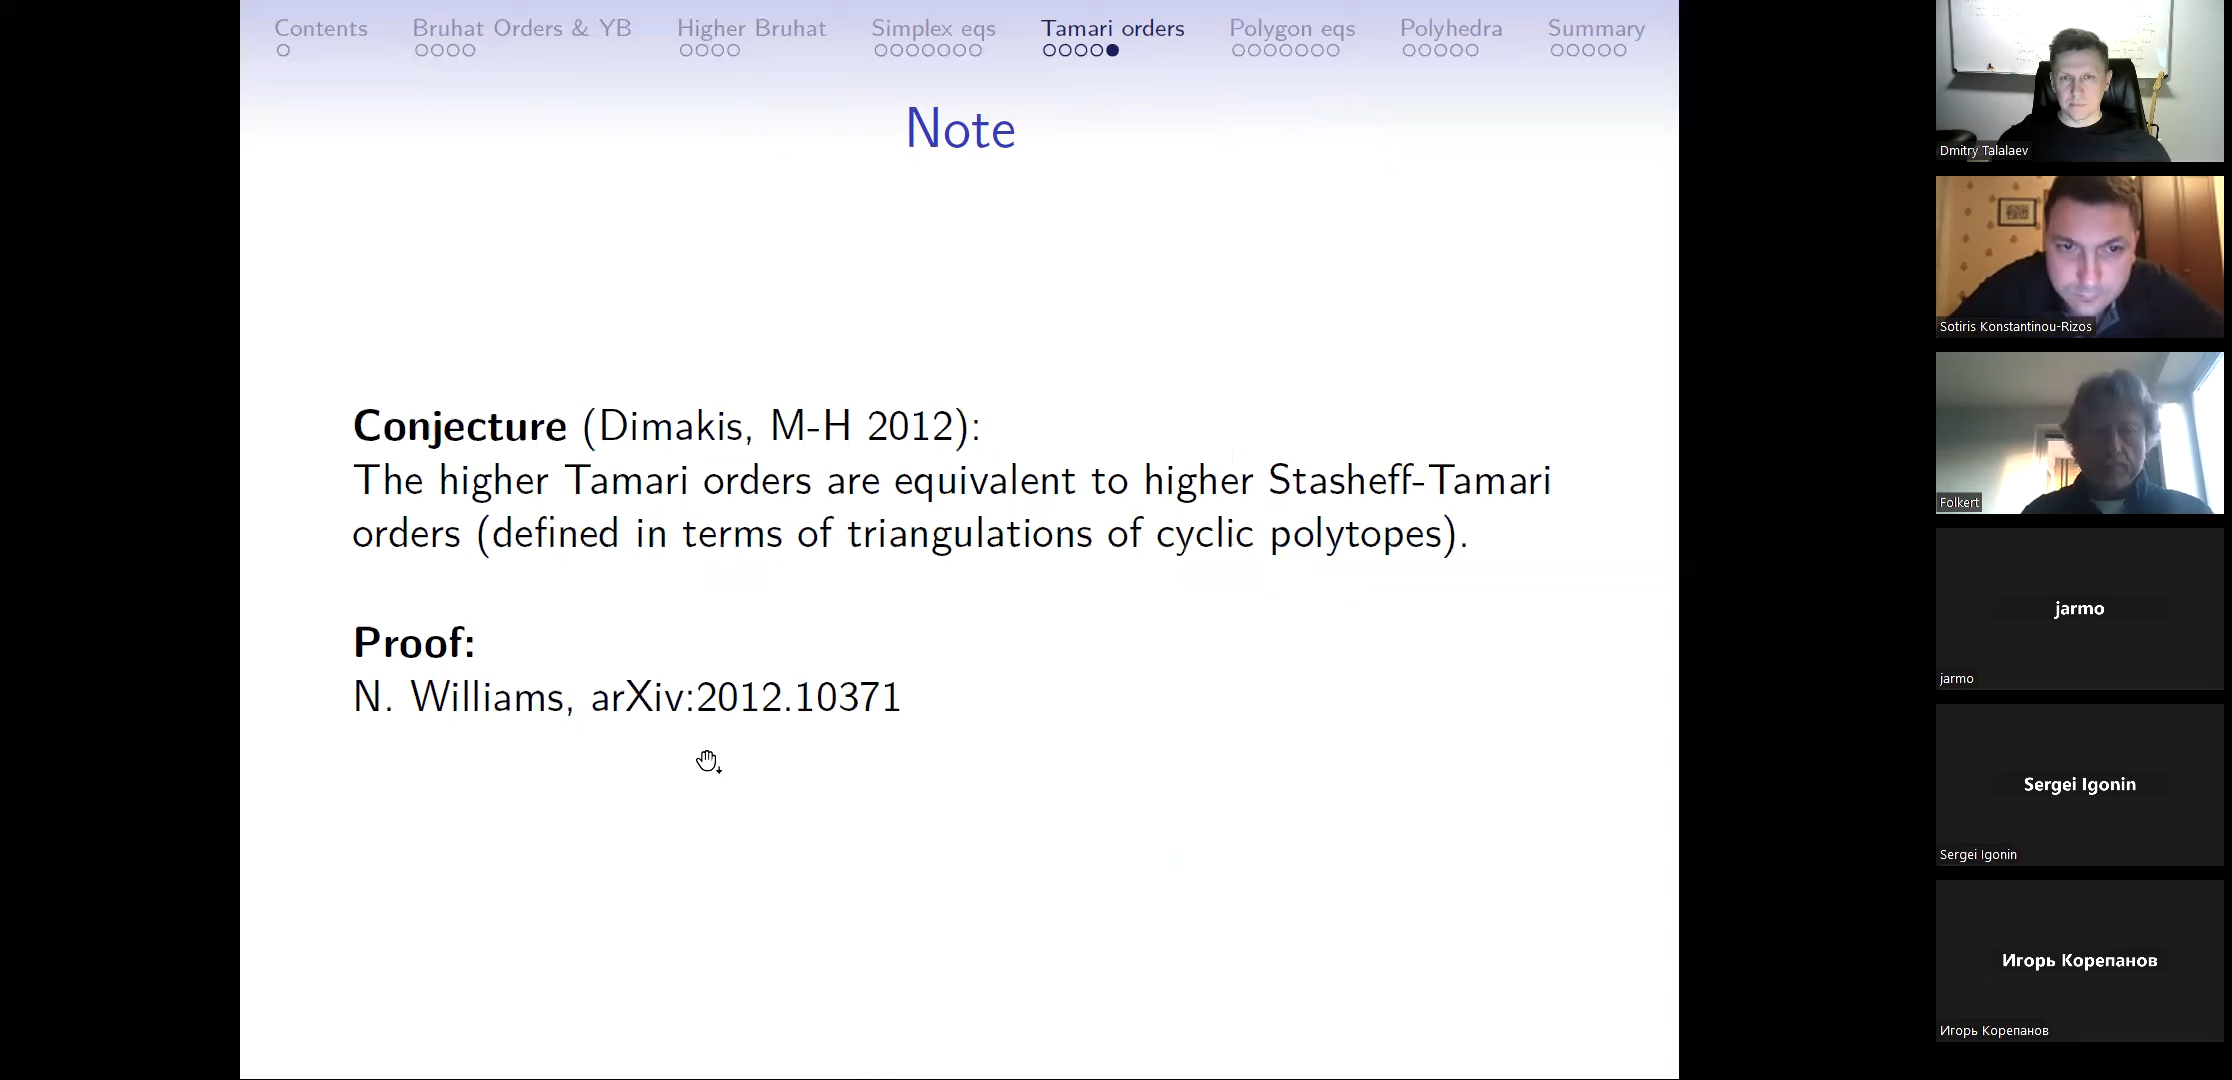 Contents Bruhat Orders & YB Higher Bruhat Simplex eqs Tamari orders Polygon eqs Polyhedra Summary
Note
Conjecture (Dimakis, M-H 2012):
The higher Tamari orders are equivalent to higher Stasheff-Tamari
orders (defined in terms of triangulations of cyclic polytopes).
Proof:
N. Williams, arXiv:2012.10371
Dmitry Talalaev
Sotiris Konstantinou-Rizos
Folkert
jarmo
jarmo
Sergei Igonin
Sergei Igonin
Игорь Корепанов
Игорь Корепанов